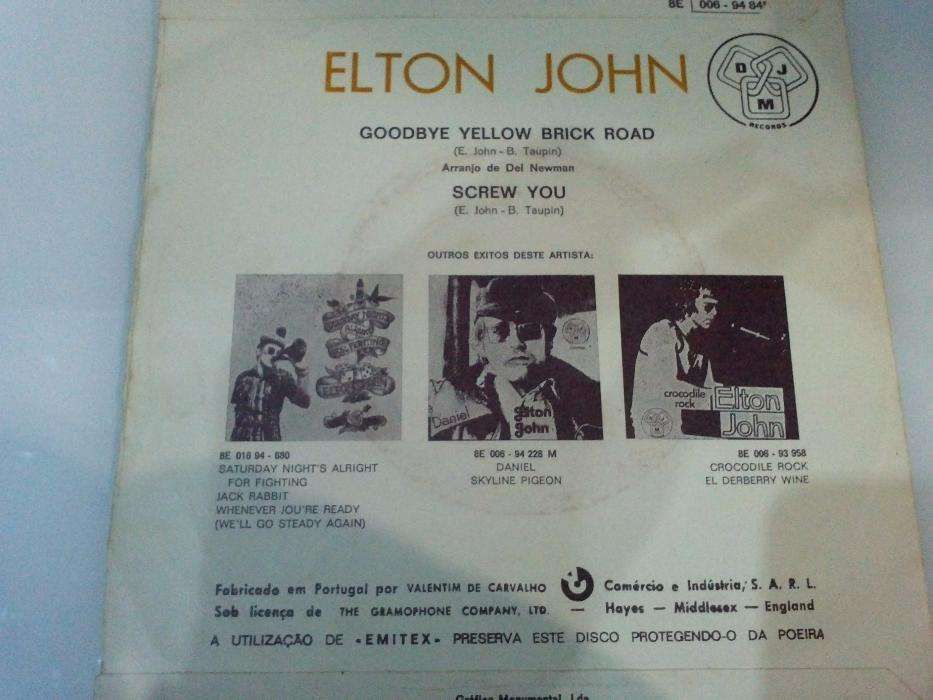 8E 006 - 94 84
ELTON JOHN
D J M
RECORDS
GOODBYE YELLOW BRICK ROAD
(E. John - B. Taupin)
Arranjo de Del Newman
SCREW YOU
(E. John - B. Taupin)
OUTROS EXITOS DESTE ARTISTA:
Daniel
Elton
John
crocodile
rock
Elton
John
8E 016 94 - 680
SATURDAY NIGHT'S ALRIGHT
FOR FIGHTING
JACK RABBIT
WHENEVER JOU'RE READY
(WE'LL GO STEADY AGAIN)
8E 006 - 94 228 M
DANIEL
SKYLINE PIGEON
8E 006 - 93 958
CROCODILE ROCK
EL DERBERRY WINE
Fabricado em Portugal por VALENTIM DE CARVALHO Comércio e Indústria, S. A. R. L.
Sob licença de THE GRAMOPHONE COMPANY, LTD. — Hayes — Middlesex — England
A UTILIZAÇÃO DE «EMITEX» PRESERVA ESTE DISCO PROTEGENDO-O DA POEIRA
Gráfica Monumental, Lda.